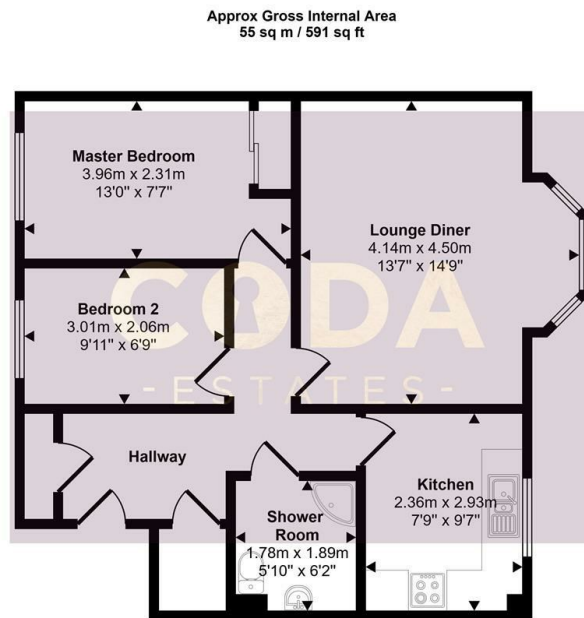 Approx Gross Internal Area
55 sq m / 591 sq ft
Master Bedroom
3.96m x 2.31m
13'0" x 7'7"
Lounge Diner
4.14m x 4.50m
13'7" x 14'9"
Bedroom 2
3.01m x 2.06m
9'11" x 6'9"
CODA
-ESTATES-
Hallway
Kitchen
2.36m x 2.93m
7'9" x 9'7"
Shower
Room
1.78m x 1.89m
5'10" x 6'2"